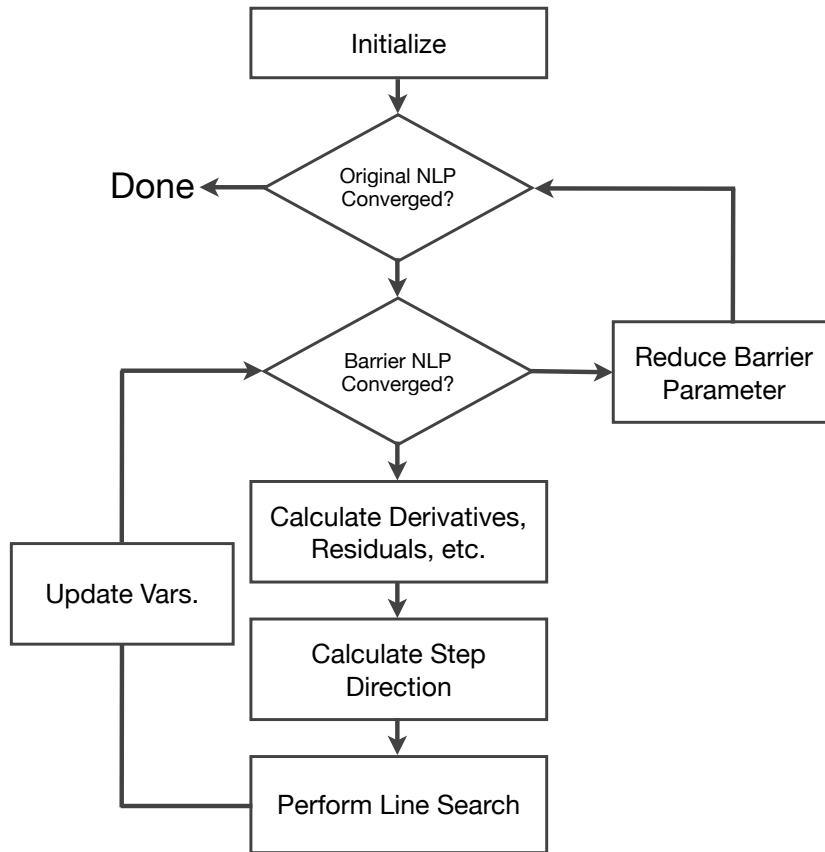 Initialize
Original NLP
Converged?
Done
Barrier NLP
Converged?
Reduce Barrier
Parameter
Calculate Derivatives,
Residuals, etc.
Update Vars.
Calculate Step
Direction
Perform Line Search